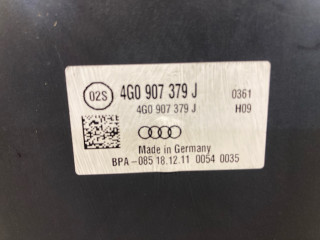 02S 4G0 907 379 J 0361
4G0 907 379 J H09
Made in Germany
BPA-085 18.12.11 0054 0035